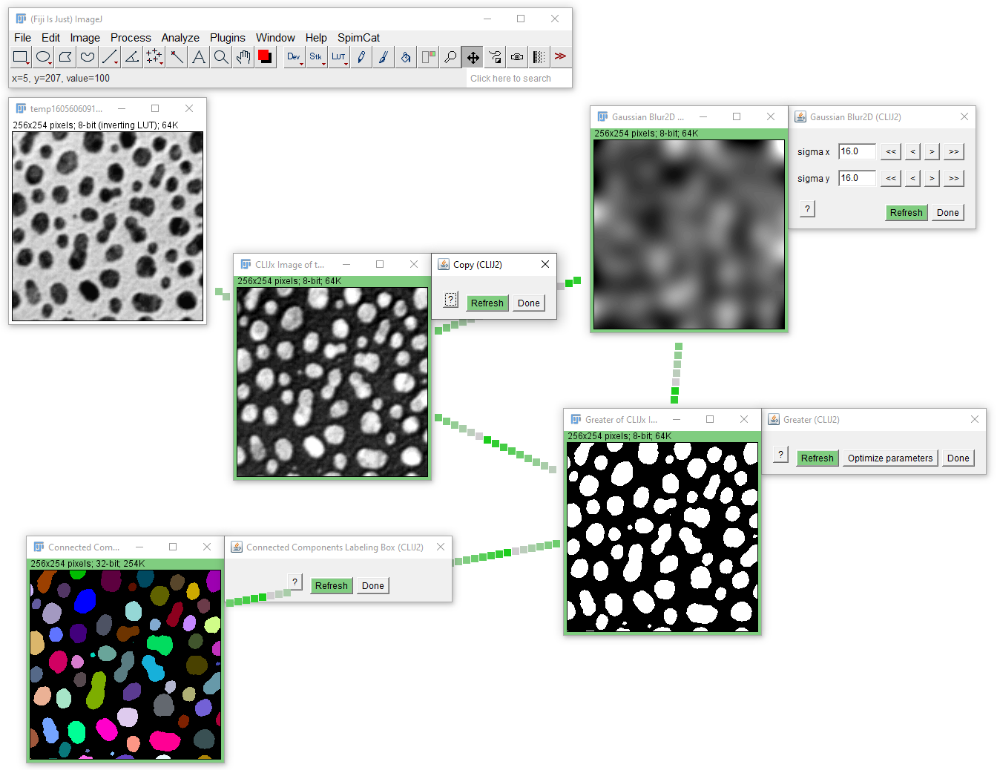 (Fiji Is Just) ImageJ
File Edit Image Process Analyze Plugins Window Help SpimCat
Dev Stk LUT
x=5, y=207, value=100
Click here to search
temp1605606091...
256x254 pixels; 8-bit (inverting LUT); 64K
Gaussian Blur2D ...
256x254 pixels; 8-bit; 64K
Gaussian Blur2D (CLIJ2)
sigma x 16.0 << < > >>
sigma y 16.0 << < > >>
? Refresh Done
CLIJx Image of t...
256x254 pixels; 8-bit; 64K
Copy (CLIJ2)
? Refresh Done
Greater of CLIJx I...
256x254 pixels; 8-bit; 64K
Greater (CLIJ2)
? Refresh Optimize parameters Done
Connected Com...
256x254 pixels; 32-bit; 254K
Connected Components Labeling Box (CLIJ2)
? Refresh Done